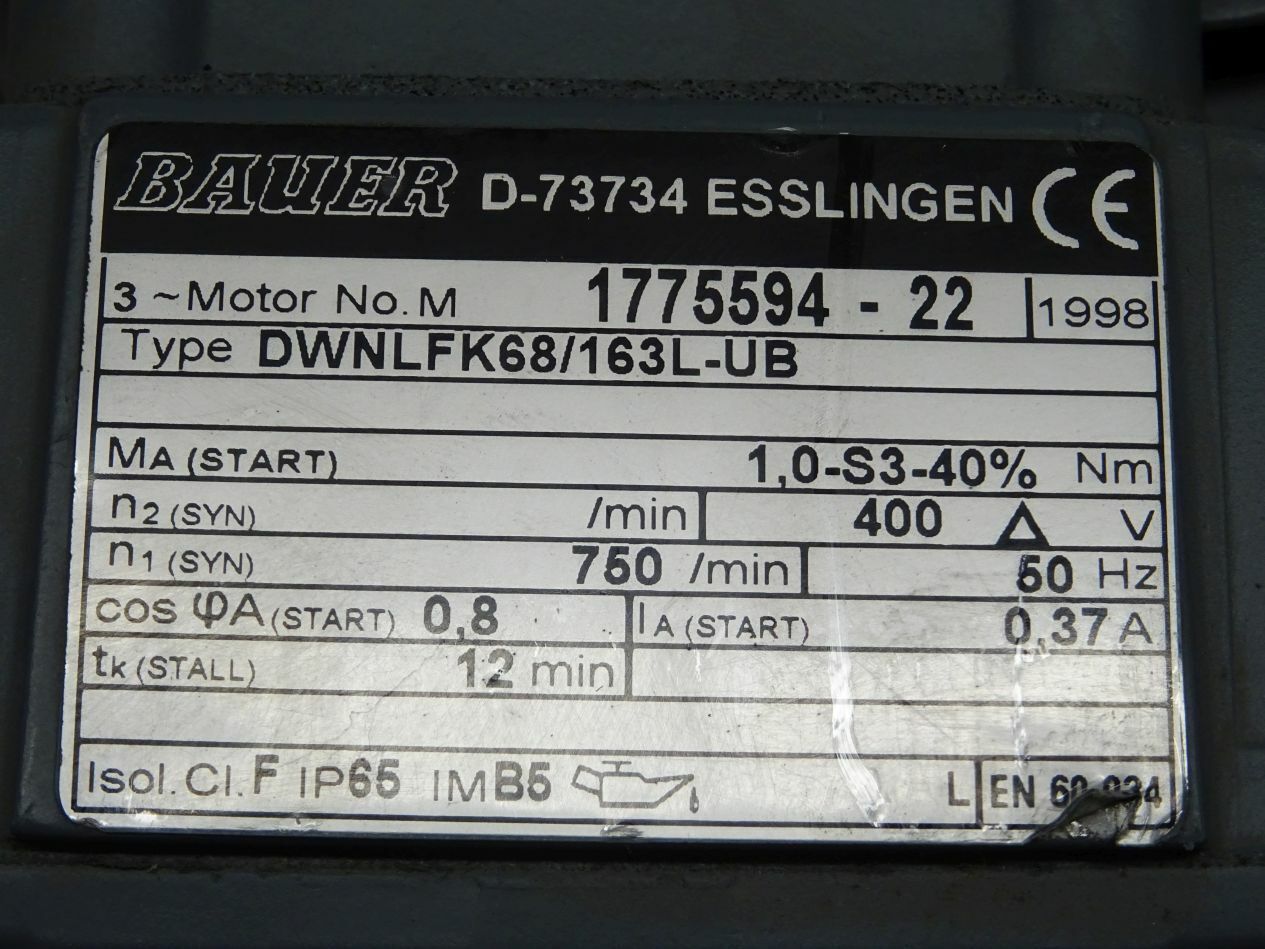 BAUER D-73734 ESSLINGEN CE
3 ~ Motor No. M 1775594 - 22 1998
Type DWNLFK68/163L-UB
MA (START) 1,0-S3-40% Nm
n2 (SYN) /min 400 Δ V
n1 (SYN) 750 /min 50 Hz
cos φA (START) 0,8 IA (START) 0,37 A
tk (STALL) 12 min
Isol. Cl. F IP65 IM B5 L EN 60 034